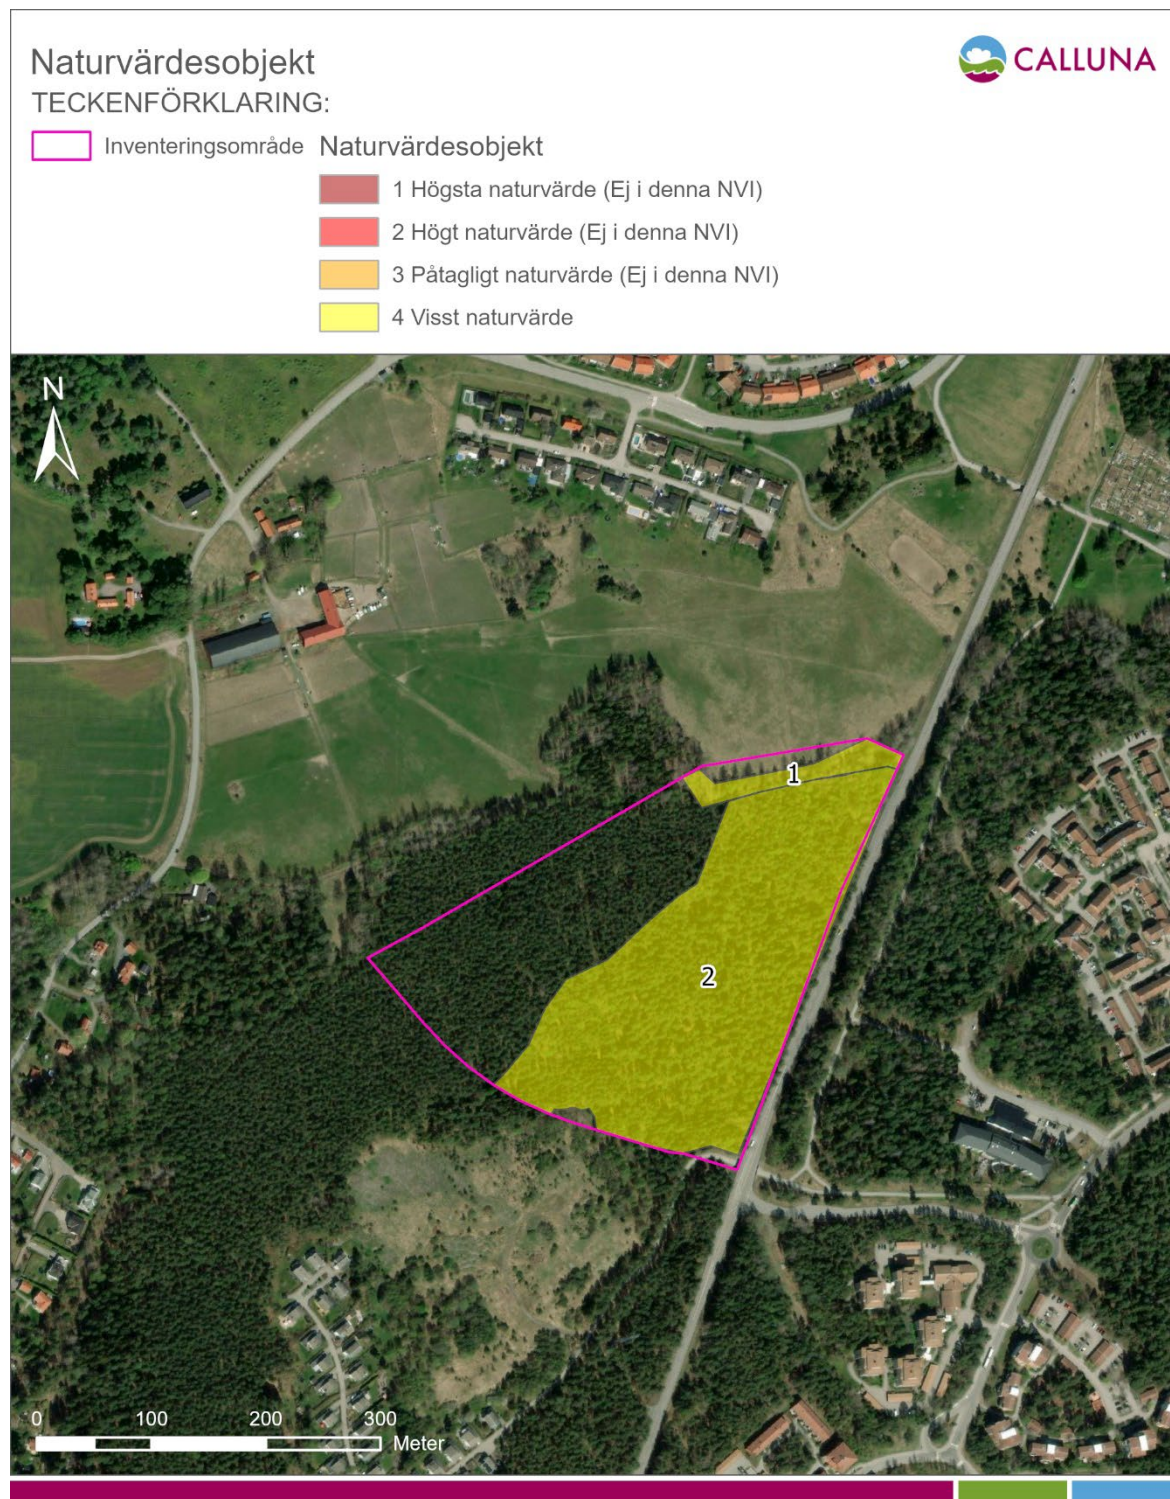 Naturvärdesobjekt
CALLUNA
TECKENFÖRKLARING:
Inventeringsområde
Naturvärdesobjekt
1 Högsta naturvärde (Ej i denna NVI)
2 Högt naturvärde (Ej i denna NVI)
3 Påtagligt naturvärde (Ej i denna NVI)
4 Visst naturvärde
N
1
2
0 100 200 300
Meter